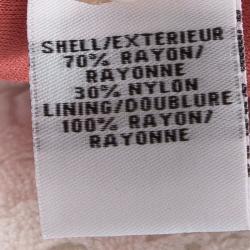 SHELL/EXTERIEUR
70% RAYON/
RAYONNE
30% NYLON
LINING/DOUBLURE
100% RAYON/
RAYONNE